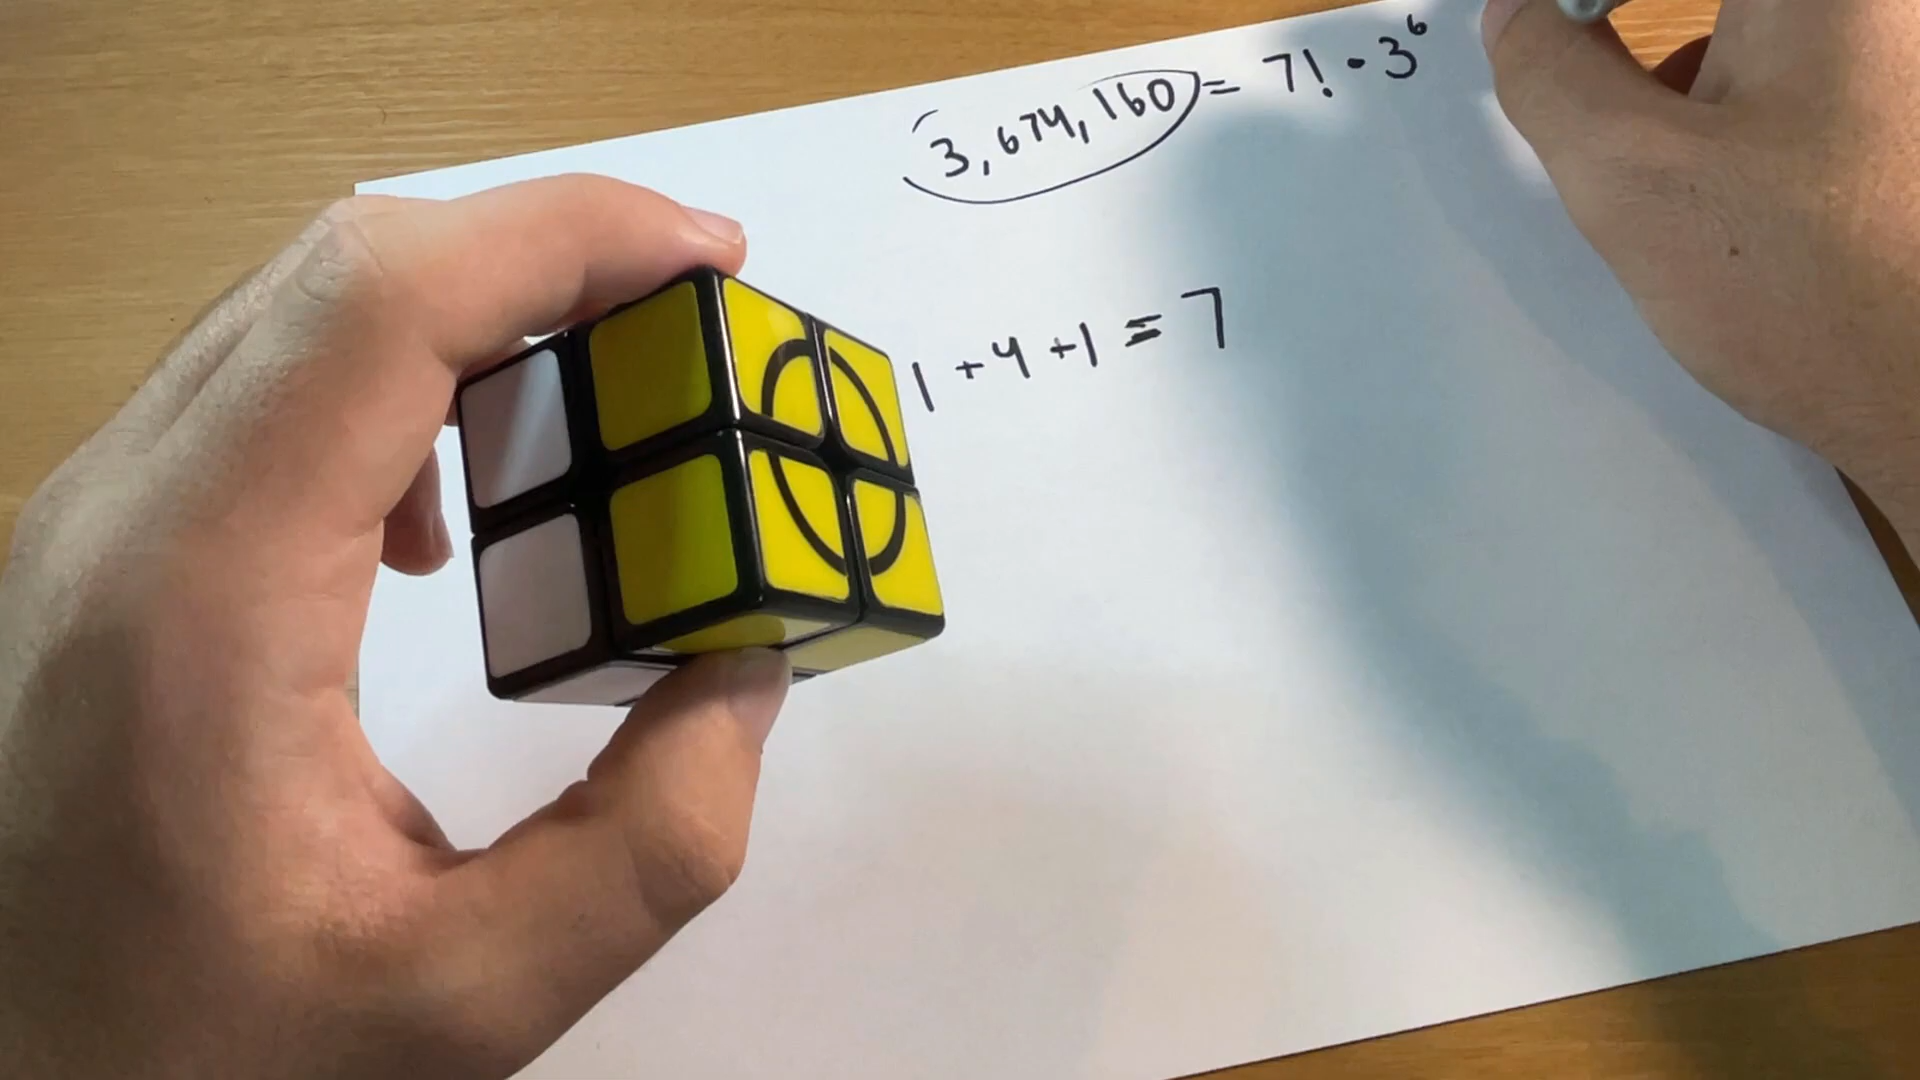 3,674,160 = 7! · 3⁶
1 + 4 + 1 = 7